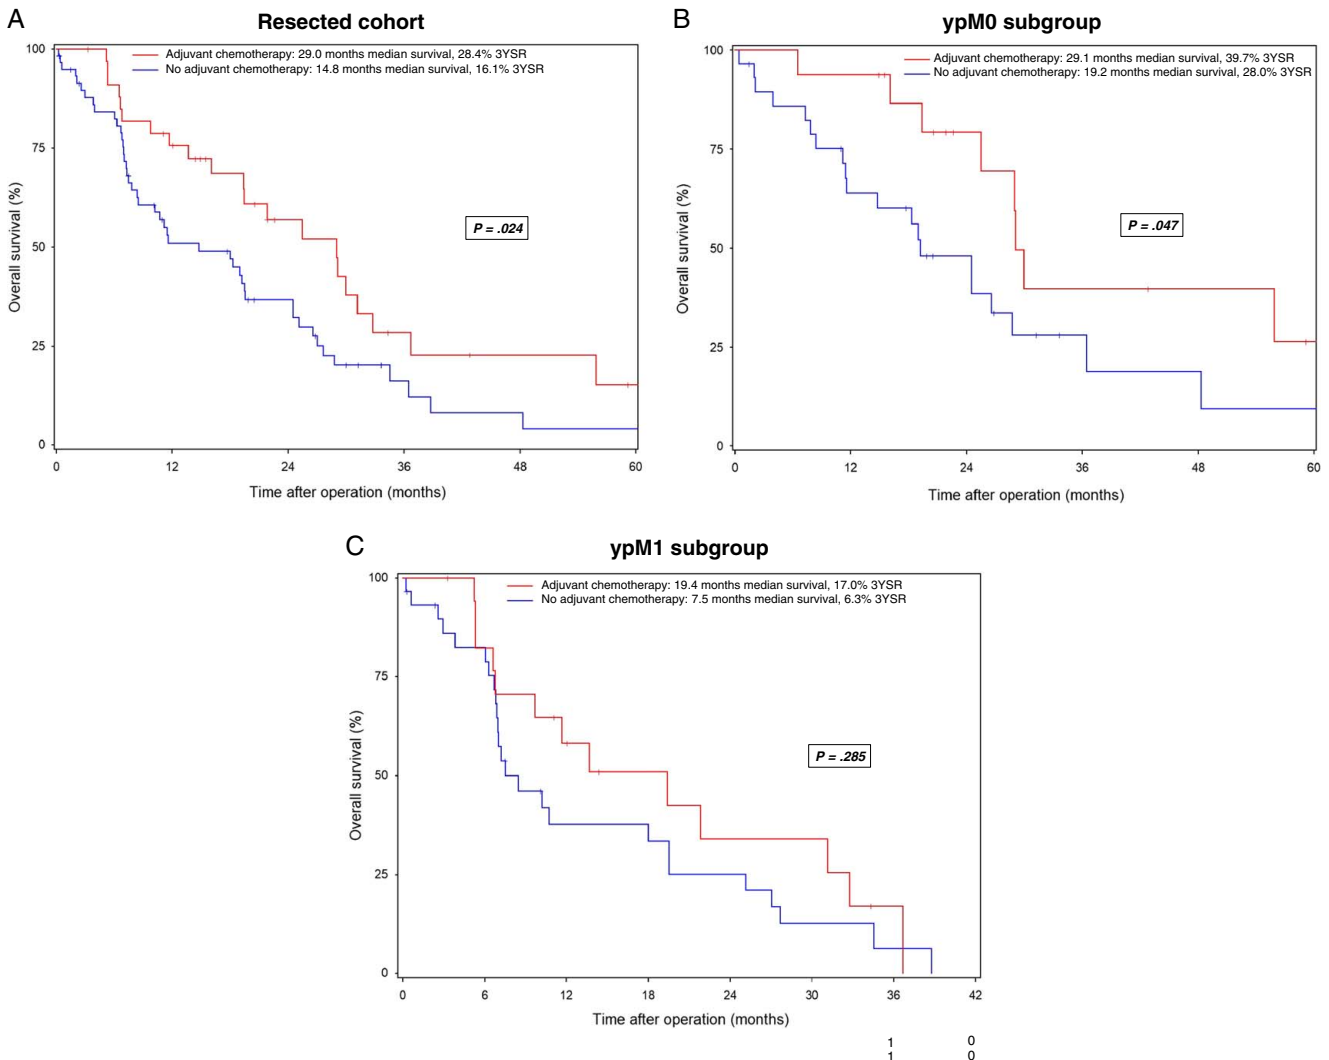 A
Resected cohort
Adjuvant chemotherapy: 29.0 months median survival, 28.4% 3YSR
No adjuvant chemotherapy: 14.8 months median survival, 16.1% 3YSR
P = .024
Overall survival (%)
100
75
50
25
0
0 12 24 36 48 60
Time after operation (months)
B
ypM0 subgroup
Adjuvant chemotherapy: 29.1 months median survival, 39.7% 3YSR
No adjuvant chemotherapy: 19.2 months median survival, 28.0% 3YSR
P = .047
Overall survival (%)
100
75
50
25
0
0 12 24 36 48 60
Time after operation (months)
C
ypM1 subgroup
Adjuvant chemotherapy: 19.4 months median survival, 17.0% 3YSR
No adjuvant chemotherapy: 7.5 months median survival, 6.3% 3YSR
P = .285
Overall survival (%)
100
75
50
25
0
0 6 12 18 24 30 36 42
Time after operation (months)
1 0
1 0